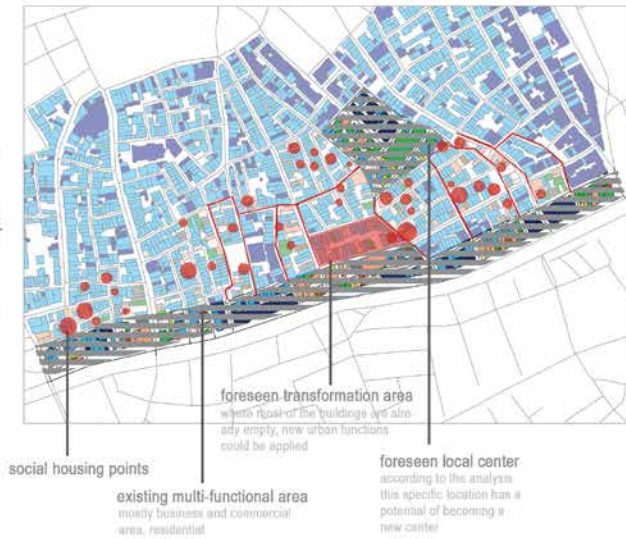 foreseen transformation area
where most of the buildings are alre
ady empty, new urban functions
could be applied
social housing points
foreseen local center
according to the analysis
this specific location has a
potential of becoming a
new center
existing multi-functional area
mostly business and commercial
area, residential